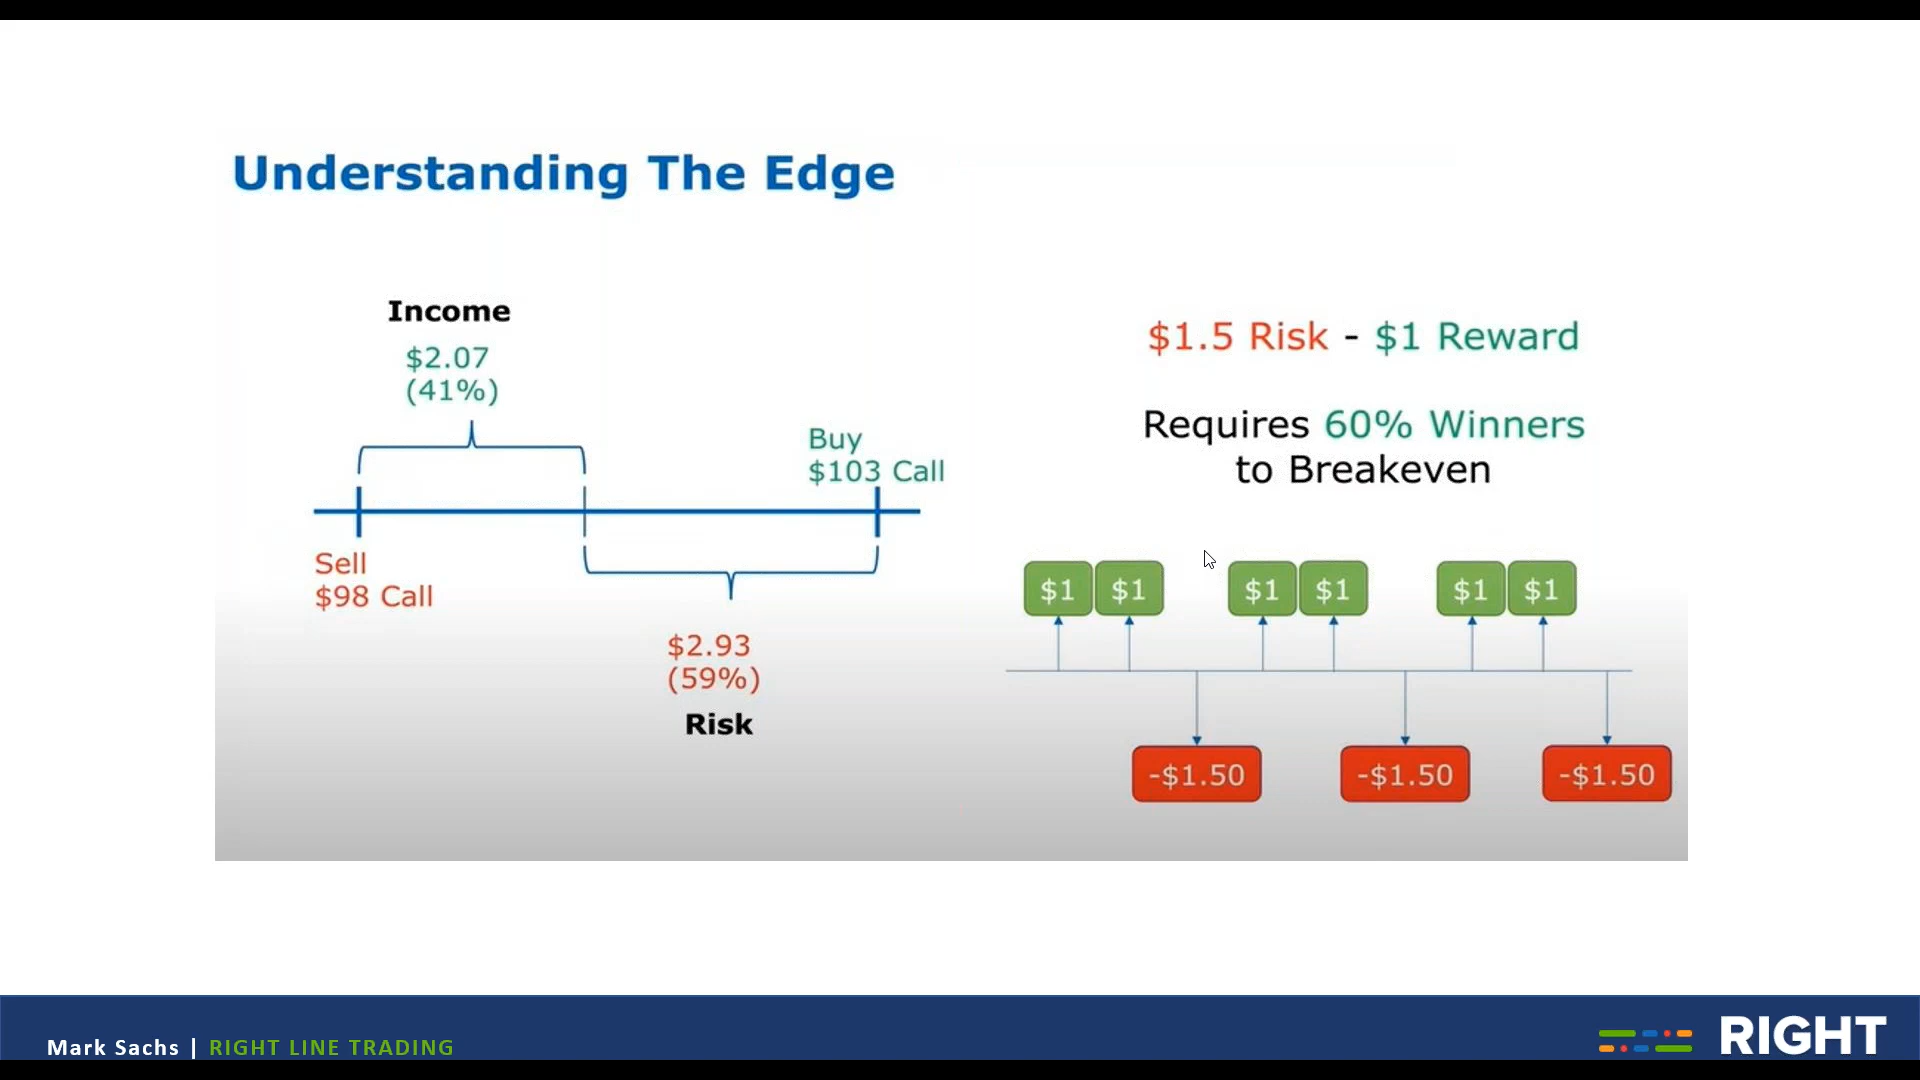 Understanding The Edge
Income
$2.07
(41%)
Buy
$103 Call
Sell
$98 Call
$2.93
(59%)
Risk
$1.5 Risk - $1 Reward
Requires 60% Winners
to Breakeven
$1 $1 $1 $1 $1 $1
-$1.50 -$1.50 -$1.50
Mark Sachs | RIGHT LINE TRADING
RIGHT